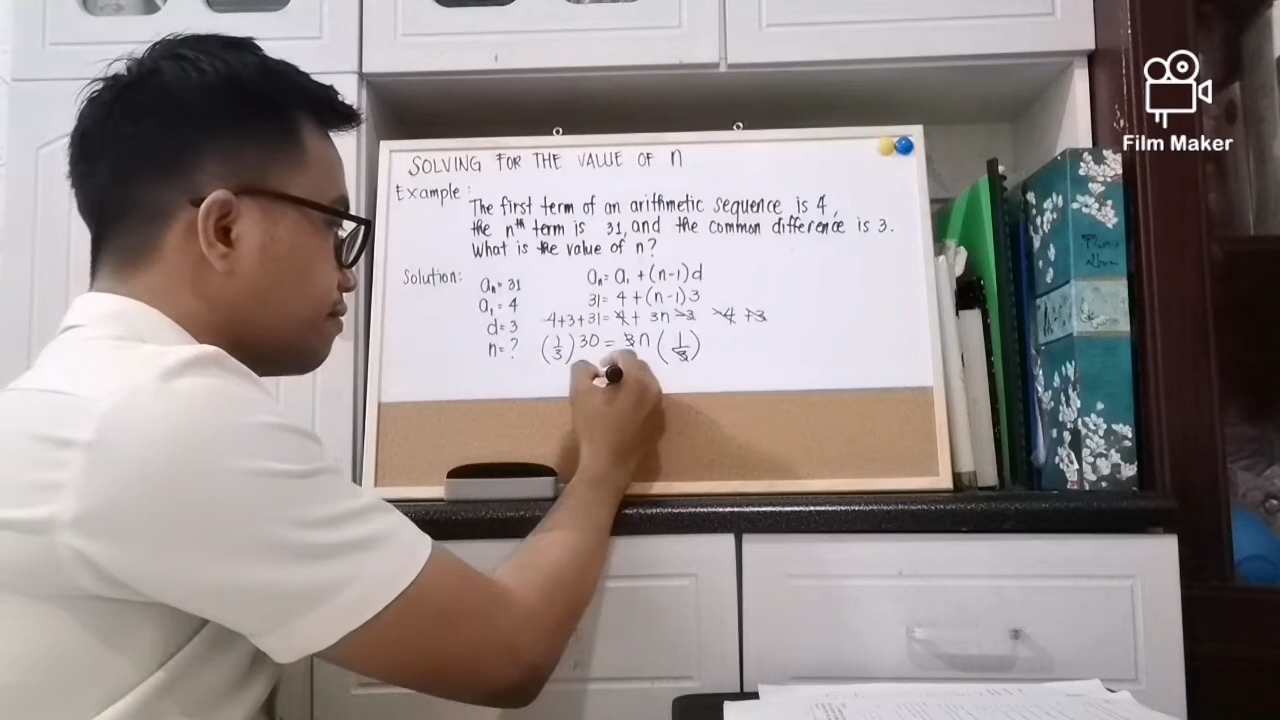 Film Maker
SOLVING FOR THE VALUE OF n
Example:
The first term of an arithmetic sequence is 4,
the nth term is 31, and the common difference is 3.
What is the value of n?
Solution:
aₙ = 31
a₁ = 4
d = 3
n = ?
aₙ = a₁ + (n-1)d
31 = 4 + (n-1)3
-4+3+31 = 4 + 3n -3 -4 +3
(1/3) 30 = 3n (1/3)